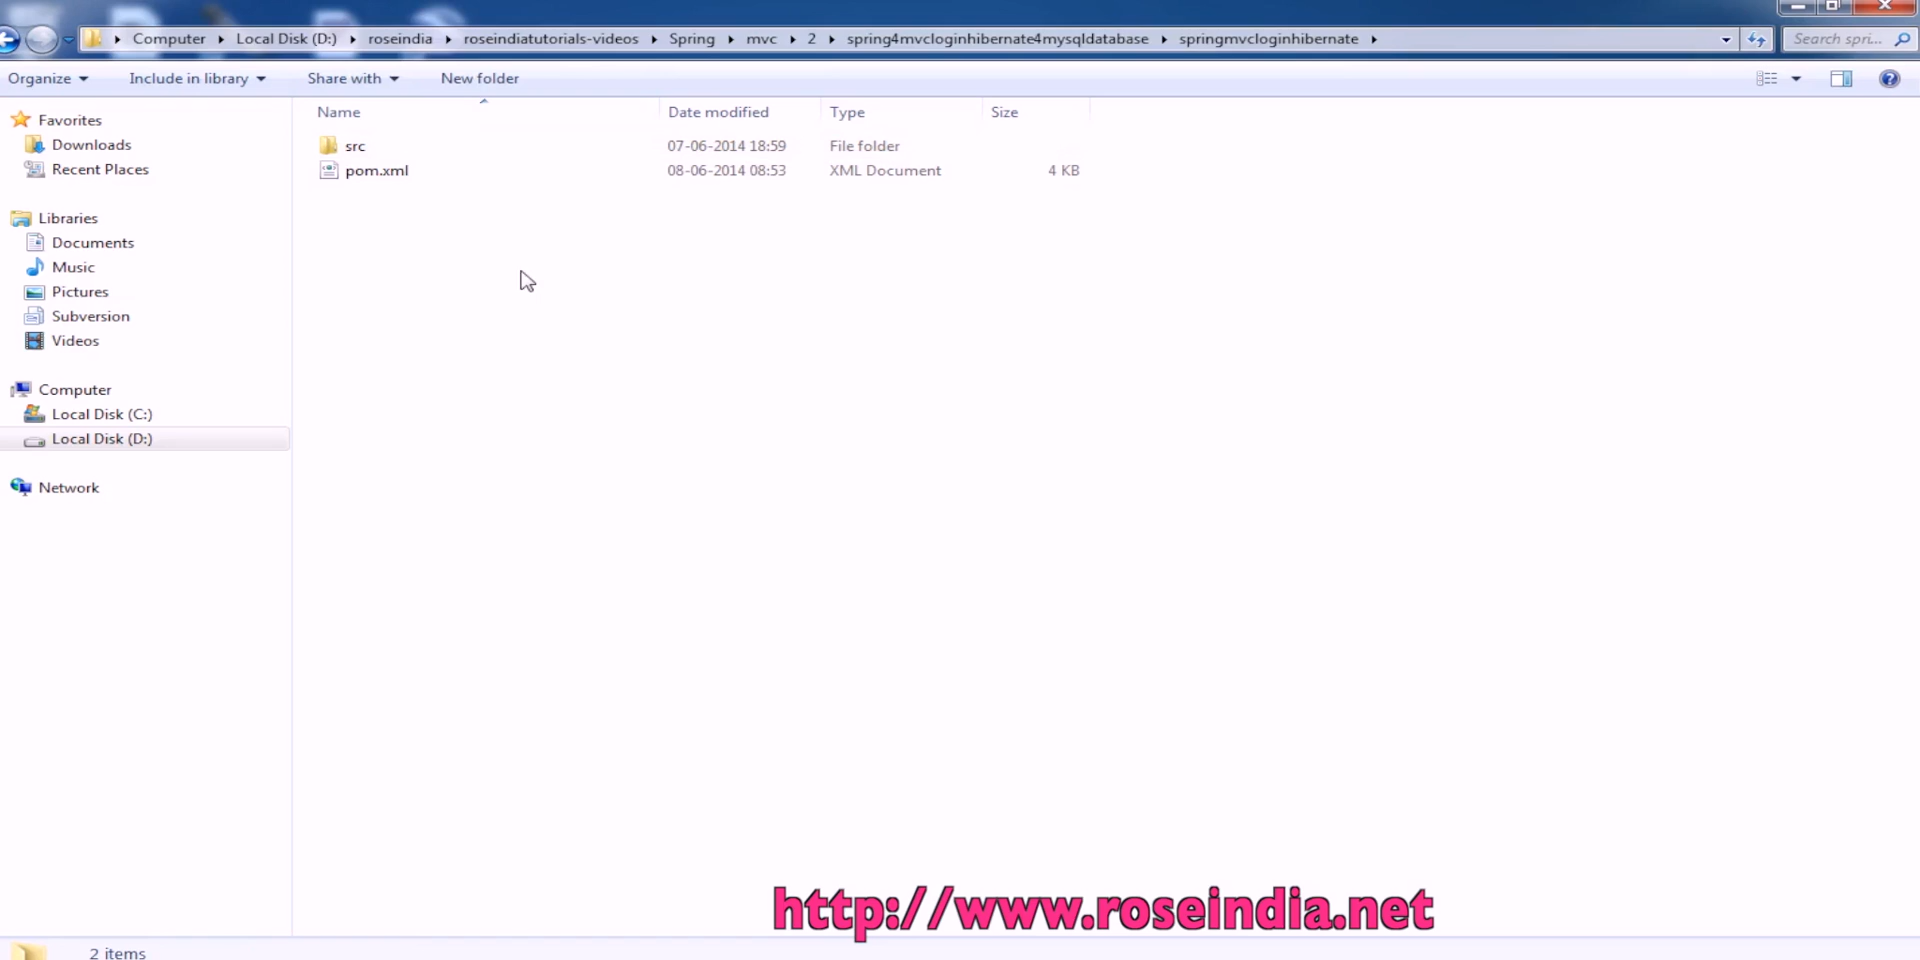 Computer Local Disk (D:) roseindia roseindiatutorials-videos Spring mvc 2 spring4mvcloginhibernate4mysqldatabase springmvcloginhibernate Search spri...
Organize Include in library Share with New folder
Name Date modified Type Size
Favorites
Downloads
Recent Places
Libraries
Documents
Music
Pictures
Subversion
Videos
Computer
Local Disk (C:)
Local Disk (D:)
Network
src 07-06-2014 18:59 File folder
pom.xml 08-06-2014 08:53 XML Document 4 KB
http://www.roseindia.net
2 items